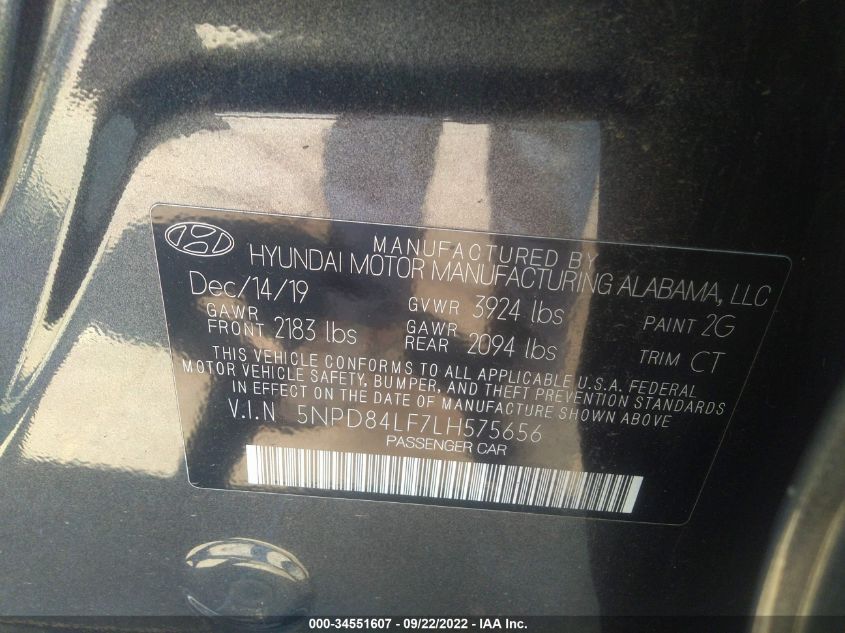 MANUFACTURED BY
HYUNDAI MOTOR MANUFACTURING ALABAMA, LLC
Dec/14/19 GVWR 3924 lbs PAINT 2G
GAWR FRONT 2183 lbs GAWR REAR 2094 lbs TRIM CT
THIS VEHICLE CONFORMS TO ALL APPLICABLE U.S.A. FEDERAL
MOTOR VEHICLE SAFETY, BUMPER, AND THEFT PREVENTION STANDARDS
IN EFFECT ON THE DATE OF MANUFACTURE SHOWN ABOVE
V.I.N 5NPD84LF7LH575656
PASSENGER CAR
000-34551607 - 09/22/2022 - IAA Inc.